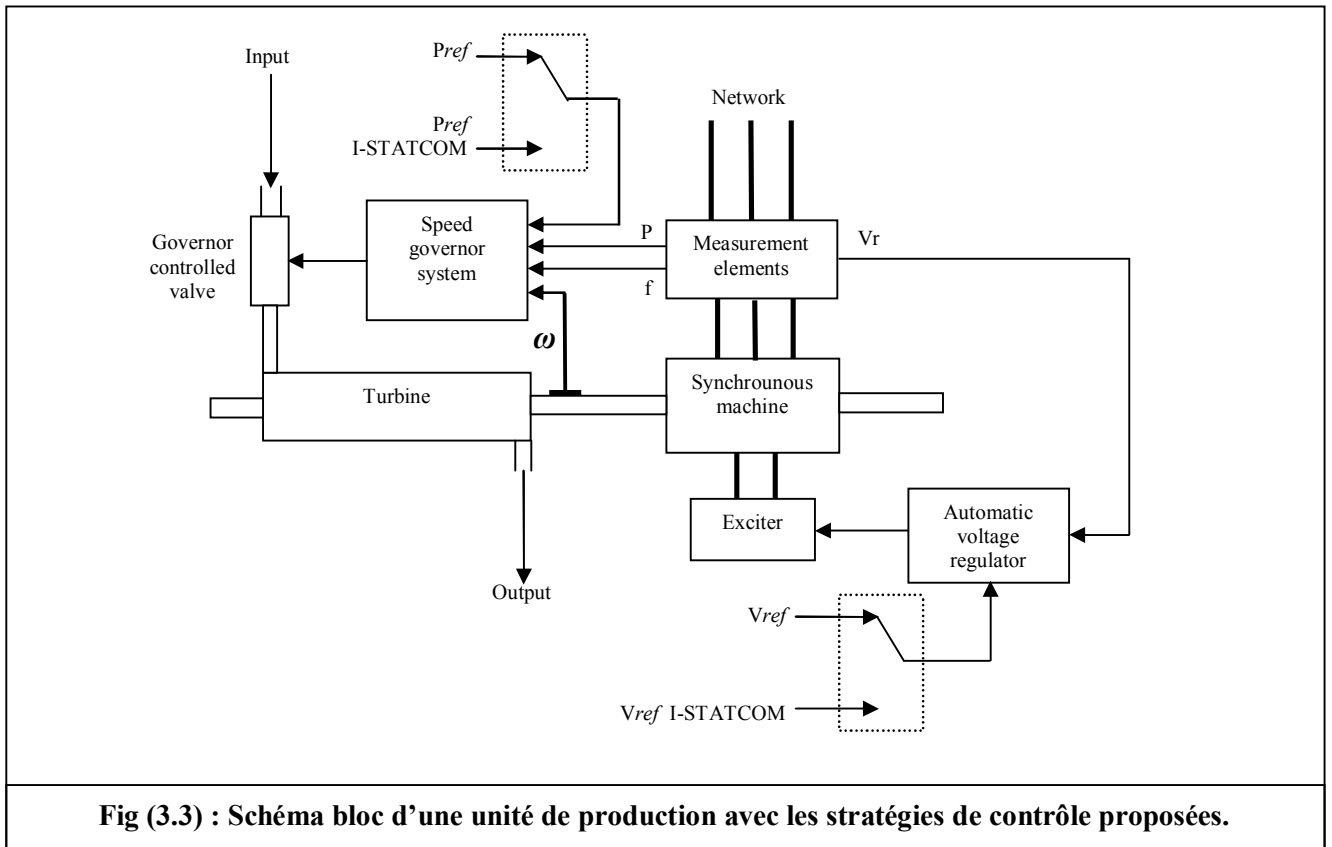 Input
Pref
Pref
I-STATCOM
Network
Governor
controlled
valve
Speed
governor
system
P
f
Measurement
elements
Vr
ω
Turbine
Synchrounous
machine
Exciter
Automatic
voltage
regulator
Output
Vref
Vref I-STATCOM
Fig (3.3) : Schéma bloc d’une unité de production avec les stratégies de contrôle proposées.